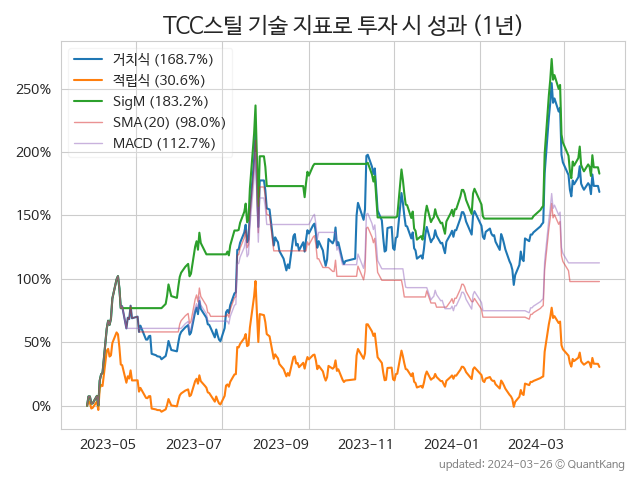 TCC스틸 기술 지표로 투자 시 성과 (1년)
거치식 (168.7%)
적립식 (30.6%)
SigM (183.2%)
SMA(20) (98.0%)
MACD (112.7%)
250%
200%
150%
100%
50%
0%
2023-05 2023-07 2023-09 2023-11 2024-01 2024-03
updated: 2024-03-26 © QuantKang